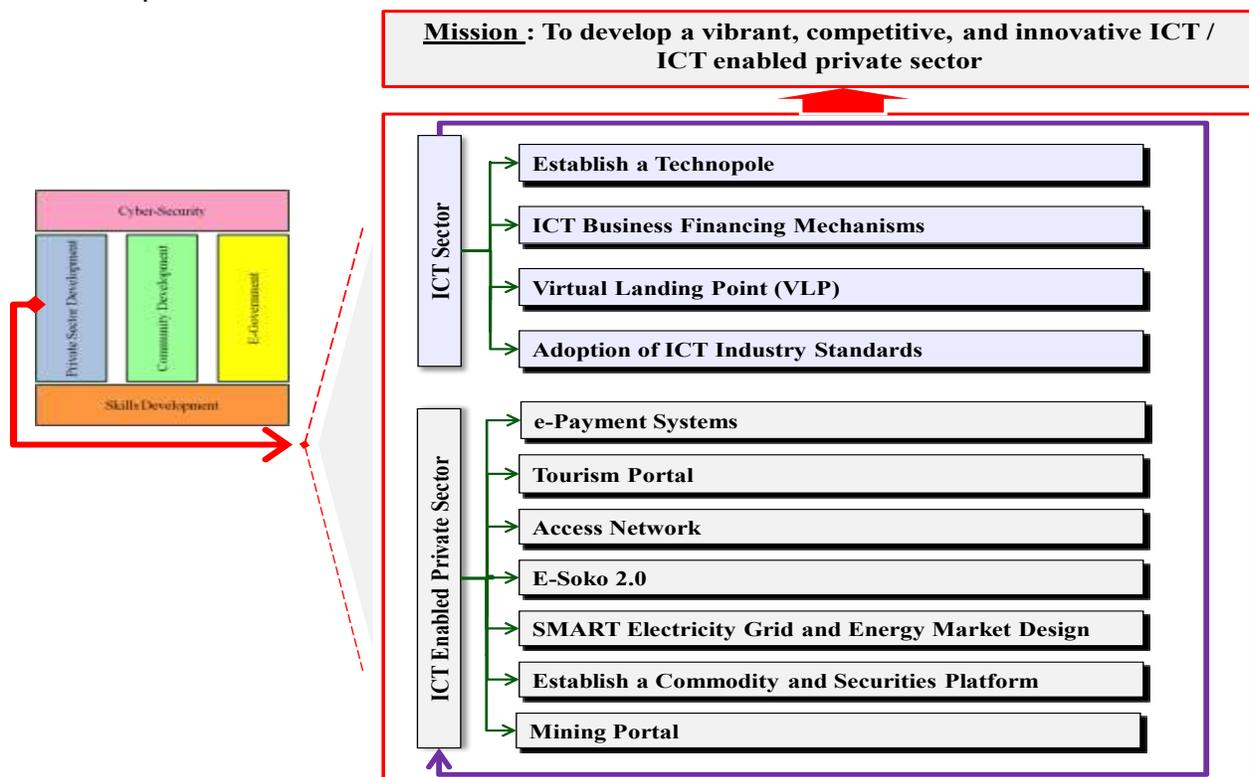 Mission : To develop a vibrant, competitive, and innovative ICT /
ICT enabled private sector
Cyber-Security
Private Sector Development
Community Development
E-Government
Skills Development
ICT Sector
Establish a Technopole
ICT Business Financing Mechanisms
Virtual Landing Point (VLP)
Adoption of ICT Industry Standards
ICT Enabled Private Sector
e-Payment Systems
Tourism Portal
Access Network
E-Soko 2.0
SMART Electricity Grid and Energy Market Design
Establish a Commodity and Securities Platform
Mining Portal